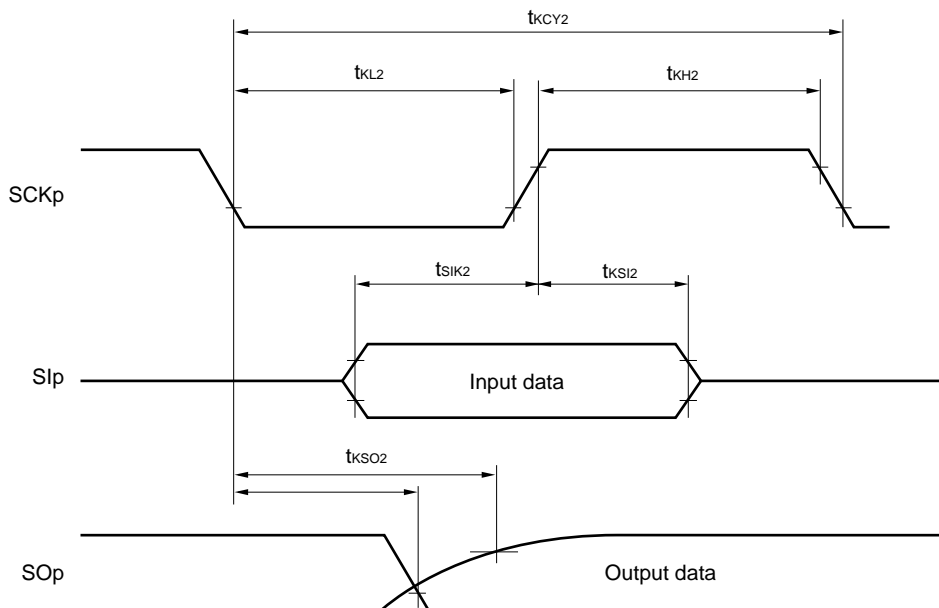 tKCY2
tKL2
tKH2
SCKp
tSIK2
tKSI2
SIp
Input data
tKSO2
SOp
Output data